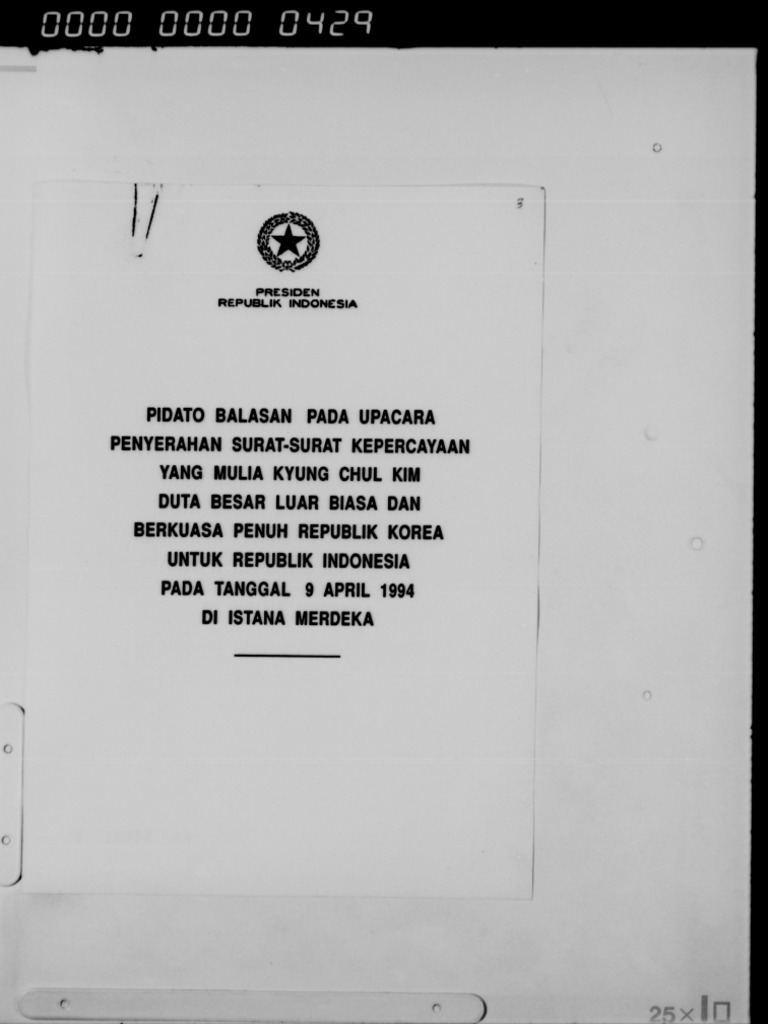 0000 0000 0429
3
PRESIDEN
REPUBLIK INDONESIA
PIDATO BALASAN PADA UPACARA
PENYERAHAN SURAT-SURAT KEPERCAYAAN
YANG MULIA KYUNG CHUL KIM
DUTA BESAR LUAR BIASA DAN
BERKUASA PENUH REPUBLIK KOREA
UNTUK REPUBLIK INDONESIA
PADA TANGGAL 9 APRIL 1994
DI ISTANA MERDEKA
25×